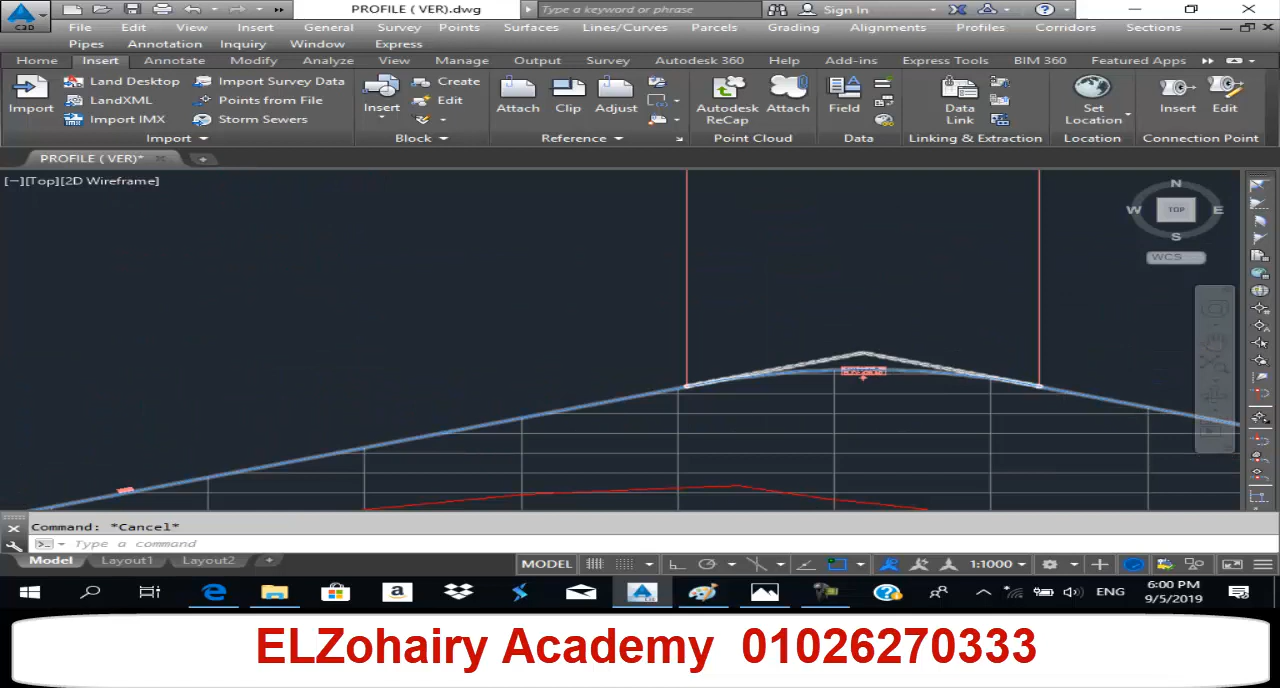 PROFILE ( VER).dwg
Type a keyword or phrase
Sign In
C3D
File Edit View Insert General Survey Points Surfaces Lines/Curves Parcels Grading Alignments Profiles Corridors Sections
Pipes Annotation Inquiry Window Express
Home Insert Annotate Modify Analyze View Manage Output Survey Autodesk 360 Help Add-ins Express Tools BIM 360 Featured Apps
Import
Land Desktop
LandXML
Import IMX
Import Survey Data
Points from File
Storm Sewers
Insert
Create
Edit
Attach
Clip
Adjust
Autodesk
ReCap
Attach
Field
Data
Link
Set
Location
Insert
Edit
Import
Block
Reference
Point Cloud
Data
Linking & Extraction
Location
Connection Point
PROFILE ( VER)*
[−][Top][2D Wireframe]
N
W TOP E
S
WCS
Command: *Cancel*
Type a command
Model Layout1 Layout2
MODEL
1:1000
ENG
6:00 PM
9/5/2019
ELZohairy Academy 01026270333